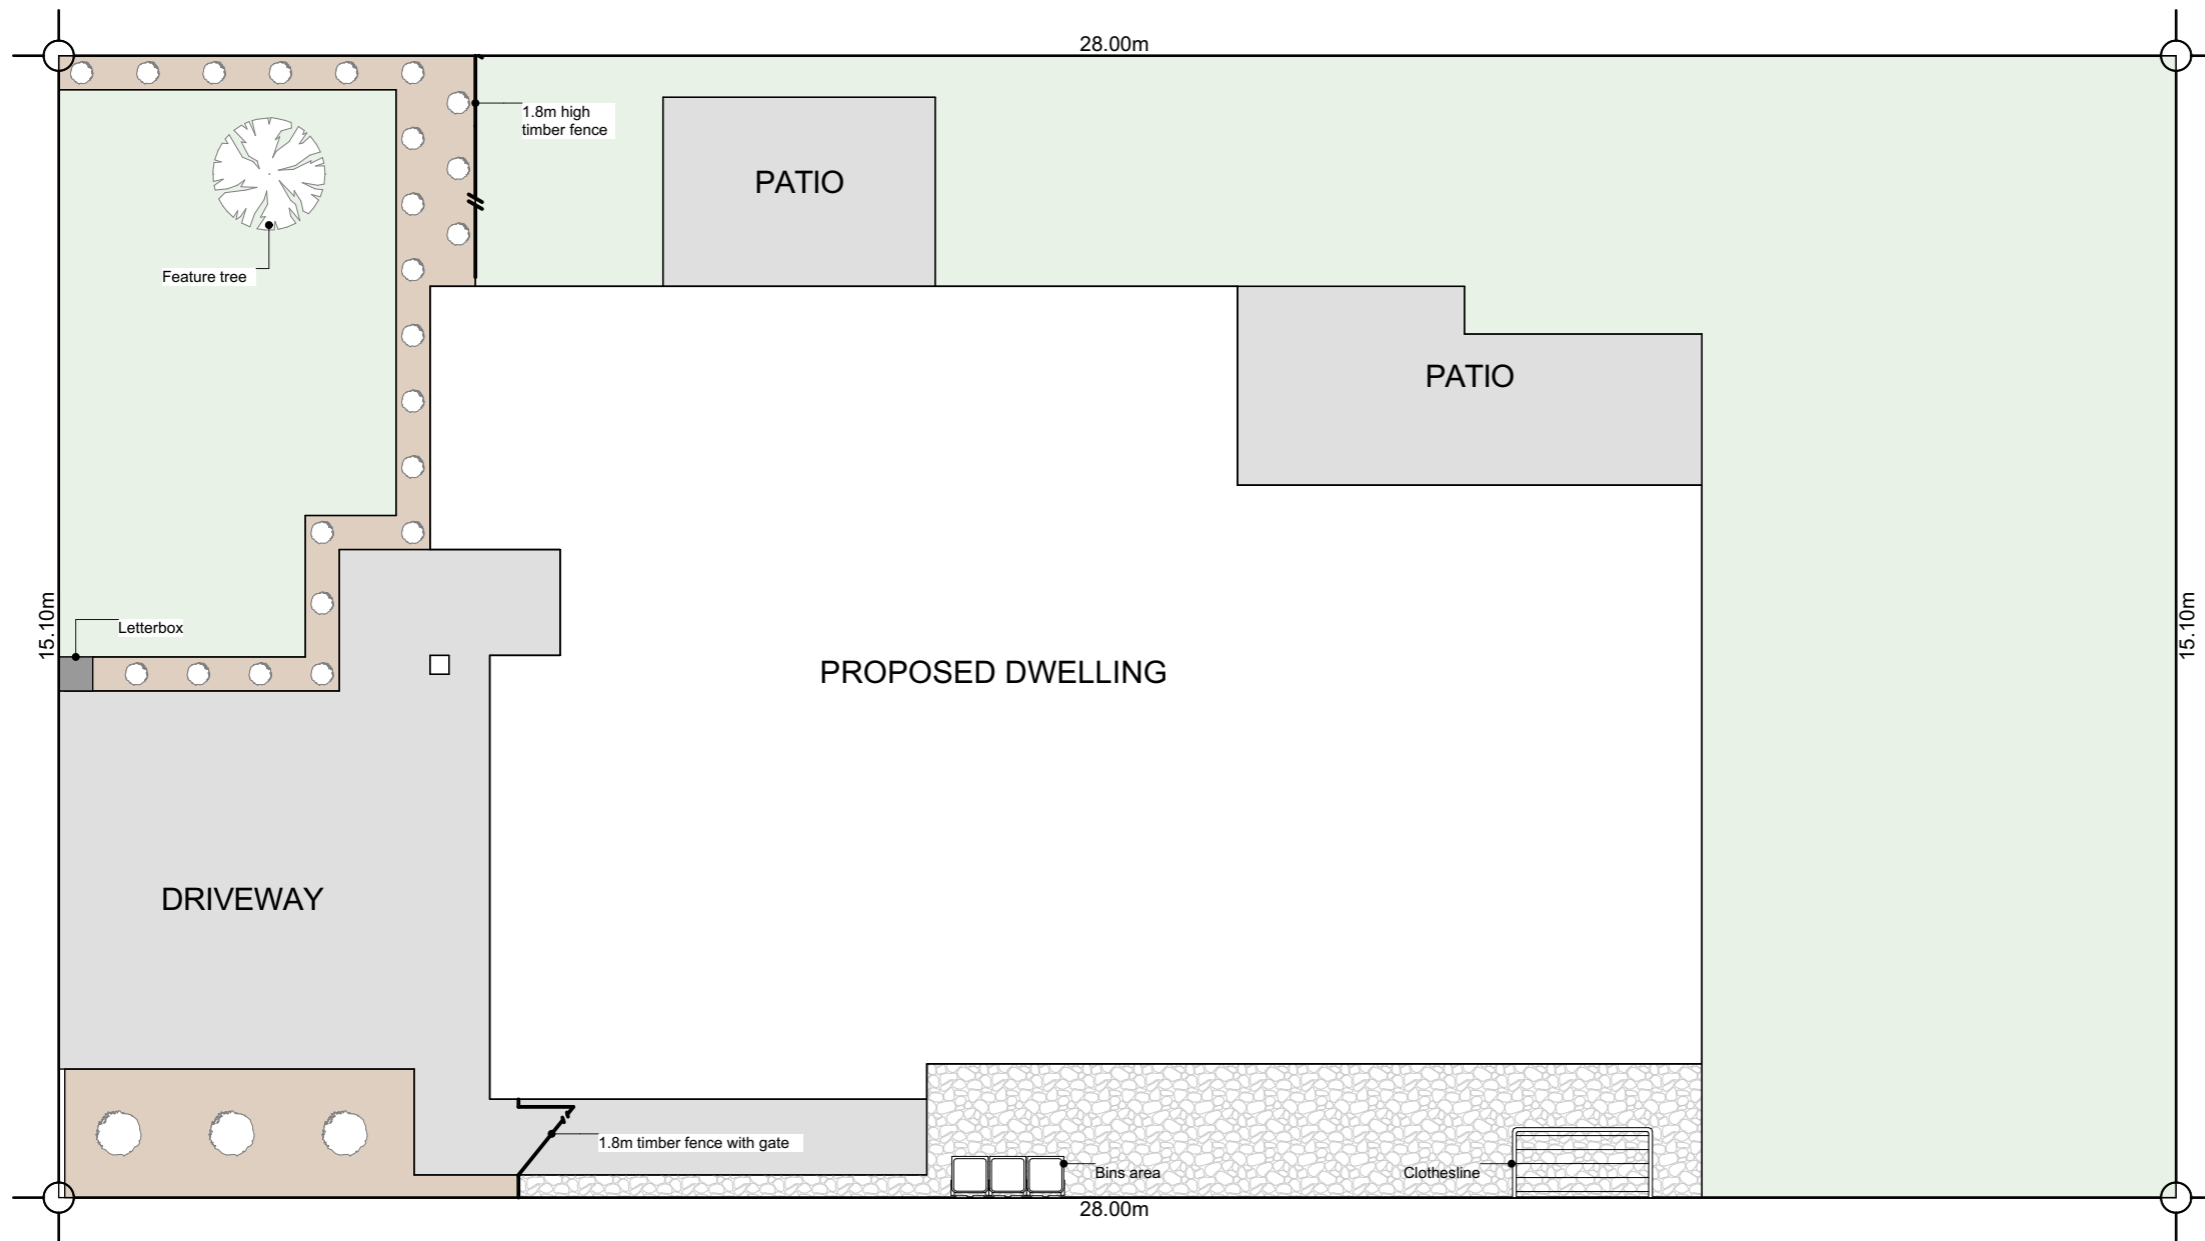 28.00m
1.8m high
timber fence
PATIO
Feature tree
PATIO
15.10m
Letterbox
15.10m
PROPOSED DWELLING
DRIVEWAY
1.8m timber fence with gate
Bins area
Clothesline
28.00m